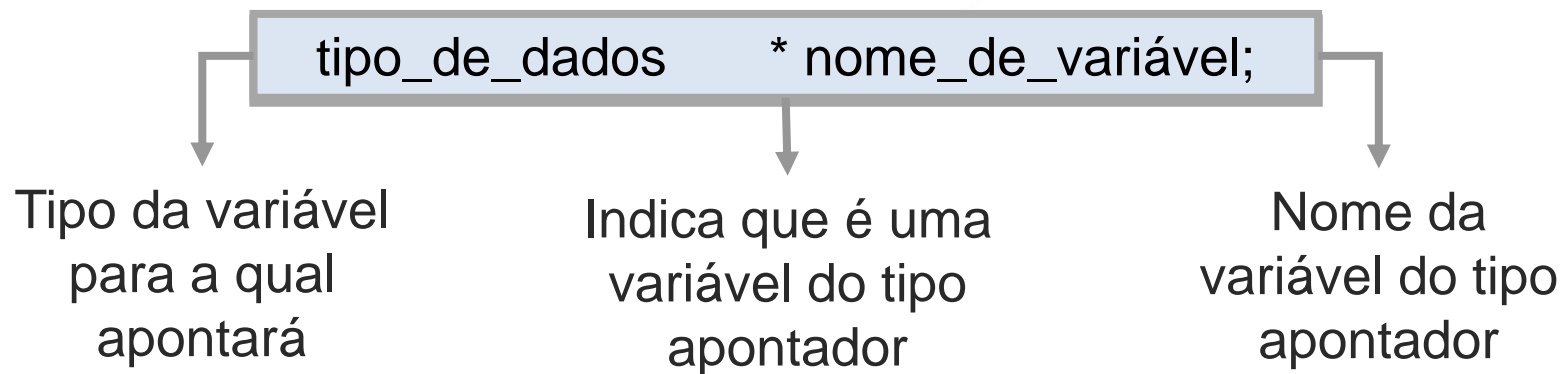 tipo_de_dados * nome_de_variável;
Tipo da variável
para a qual
apontará
Indica que é uma
variável do tipo
apontador
Nome da
variável do tipo
apontador